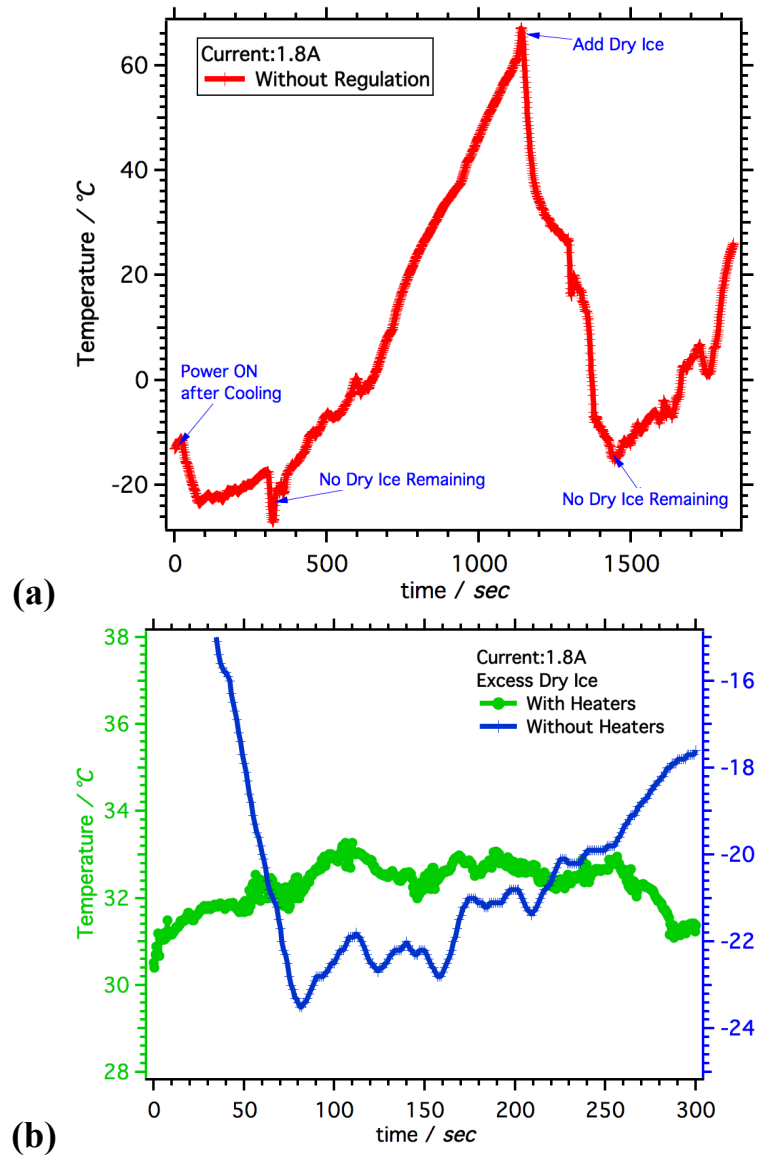 Current:1.8A
Without Regulation
Add Dry Ice
Power ON
after Cooling
No Dry Ice Remaining
No Dry Ice Remaining
Temperature / °C
60
40
20
0
-20
0
500
1000
1500
time / sec
(a)
Current:1.8A
Excess Dry Ice
With Heaters
Without Heaters
Temperature / °C
38
36
34
32
30
28
-16
-18
-20
-22
-24
0
50
100
150
200
250
300
time / sec
(b)